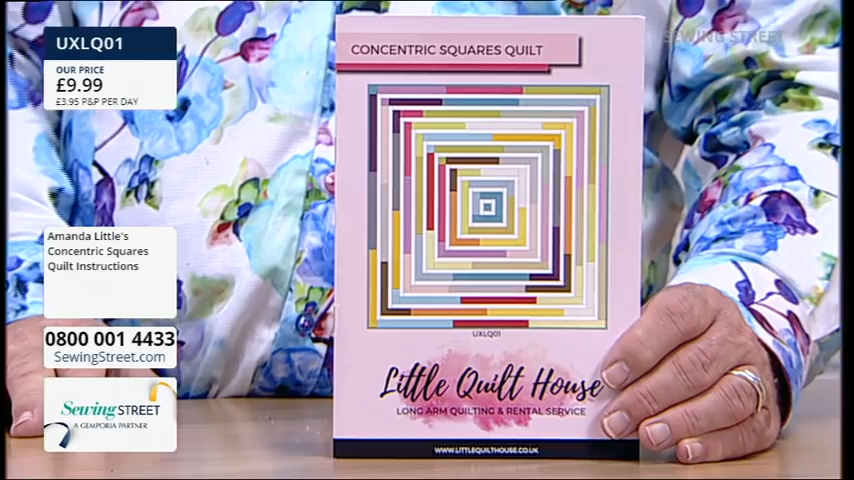 UXLQ01
OUR PRICE
£9.99
£3.95 P&P PER DAY
Amanda Little's
Concentric Squares
Quilt Instructions
0800 001 4433
SewingStreet.com
Sewing STREET
A GEMPORIA PARTNER
SEWING STREET
CONCENTRIC SQUARES QUILT
UXLQ01
Little Quilt House
LONG ARM QUILTING & RENTAL SERVICE
WWW.LITTLEQUILTHOUSE.CO.UK